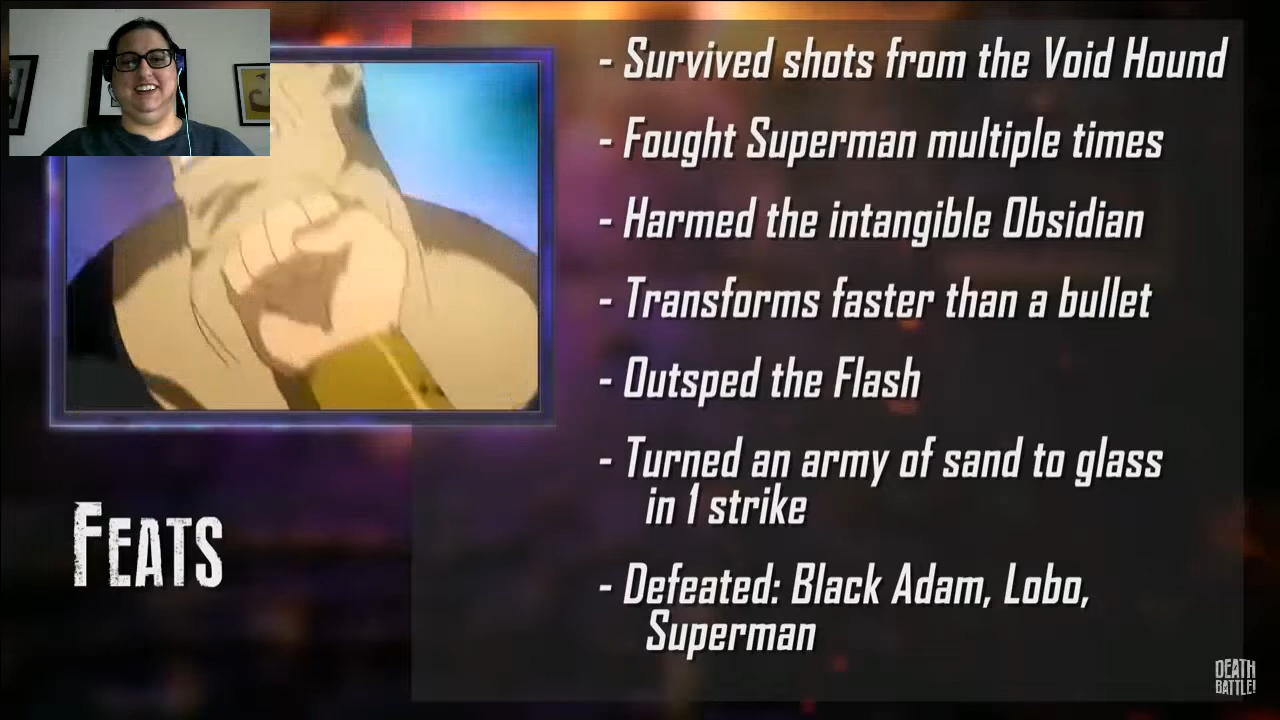 - Survived shots from the Void Hound
- Fought Superman multiple times
- Harmed the intangible Obsidian
- Transforms faster than a bullet
- Outsped the Flash
- Turned an army of sand to glass
in 1 strike
- Defeated: Black Adam, Lobo,
Superman
FEATS
DEATH
BATTLE!